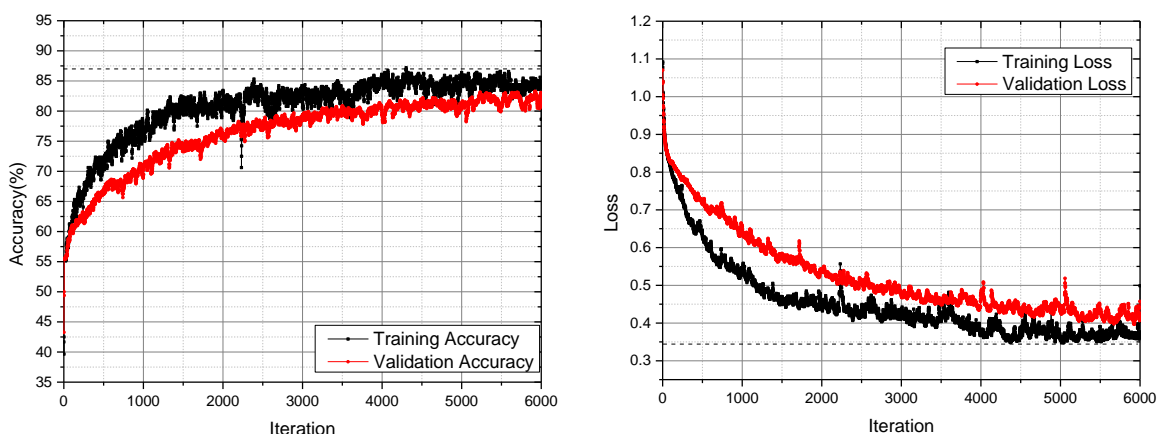 95
90
85
80
75
70
65
60
55
50
45
40
35
Accuracy(%)
Training Accuracy
Validation Accuracy
0 1000 2000 3000 4000 5000 6000
Iteration
1.2
1.1
1.0
0.9
0.8
0.7
0.6
0.5
0.4
0.3
Loss
Training Loss
Validation Loss
0 1000 2000 3000 4000 5000 6000
Iteration